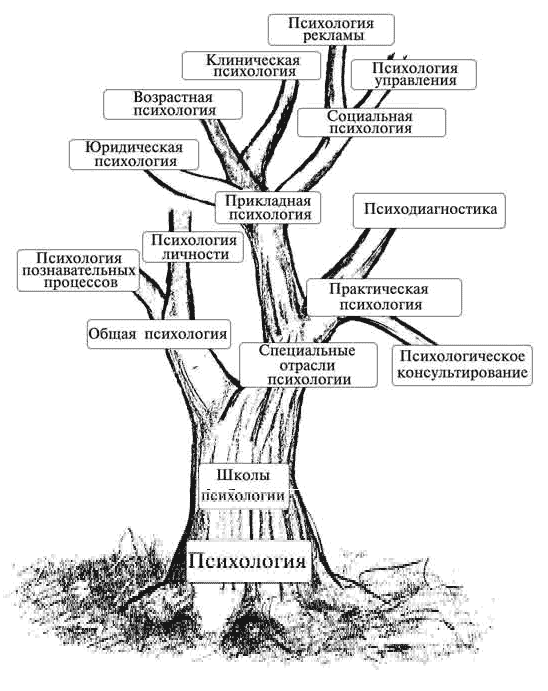 Психология
рекламы
Клиническая
психология
Психология
управления
Возрастная
психология
Социальная
психология
Юридическая
психология
Прикладная
психология
Психодиагностика
Психология
личности
Психология
познавательных
процессов
Практическая
психология
Общая психология
Специальные
отрасли
психологии
Психологическое
консультирование
Школы
психологии
Психология